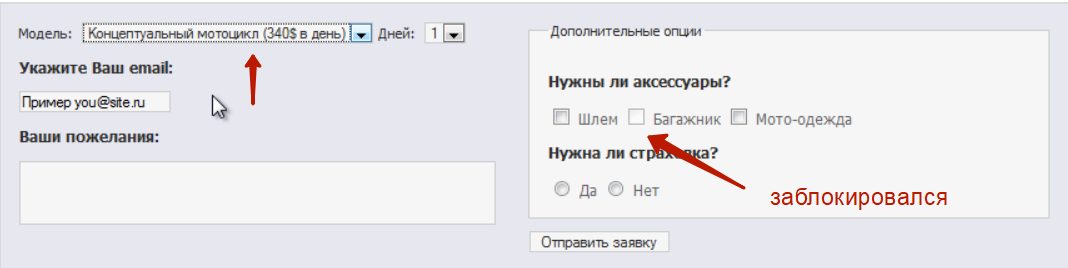 Модель: Концептуальный мотоцикл (340$ в день) Дней: 1
Укажите Ваш email:
Пример you@site.ru
Ваши пожелания:
Дополнительные опции
Нужны ли аксессуары?
Шлем Багажник Мото-одежда
Нужна ли страховка?
Да Нет
заблокировался
Отправить заявку